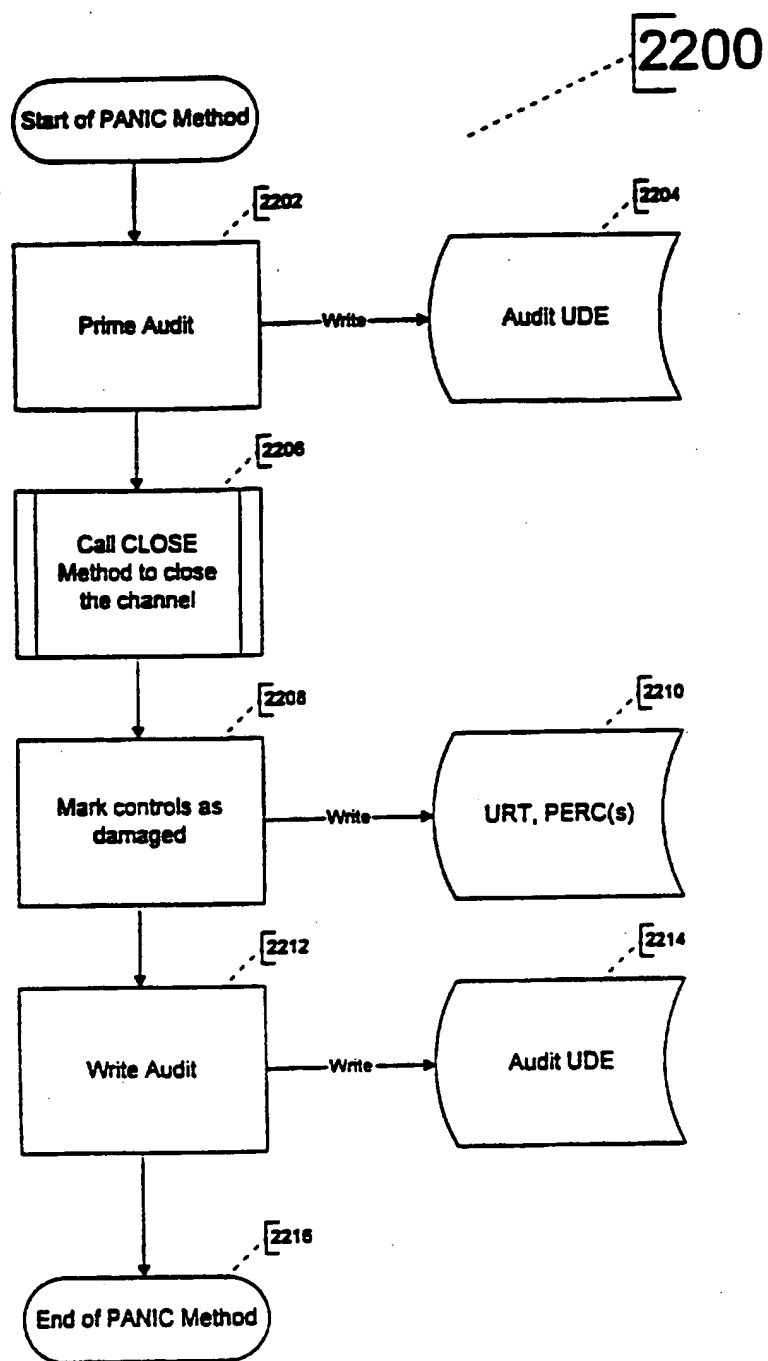 2200
Start of PANIC Method
2202
2204
Prime Audit
Write
Audit UDE
2206
Call CLOSE
Method to close
the channel
2208
2210
Mark controls as
damaged
Write
URT, PERC(s)
2212
2214
Write Audit
Write
Audit UDE
2216
End of PANIC Method